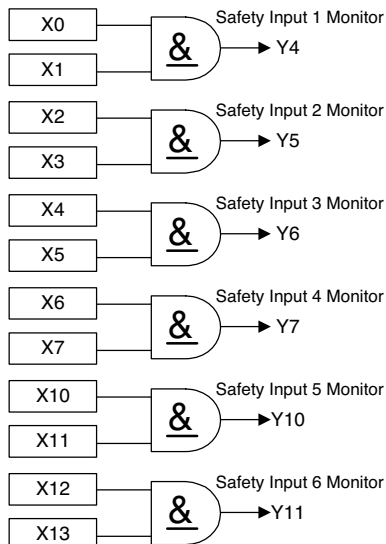 X0
Safety Input 1 Monitor
&
Y4
X1
X2
Safety Input 2 Monitor
&
Y5
X3
X4
Safety Input 3 Monitor
&
Y6
X5
X6
Safety Input 4 Monitor
&
Y7
X7
X10
Safety Input 5 Monitor
&
Y10
X11
X12
Safety Input 6 Monitor
&
Y11
X13